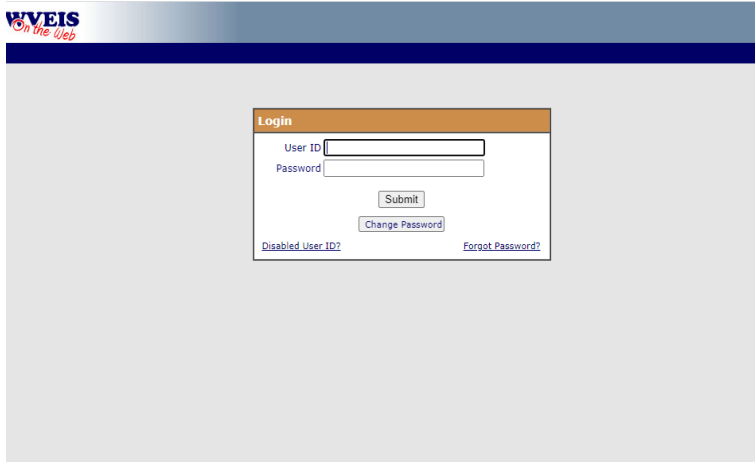 WVEIS
On the Web
Login
User ID
Password
Submit
Change Password
Disabled User ID? Forgot Password?